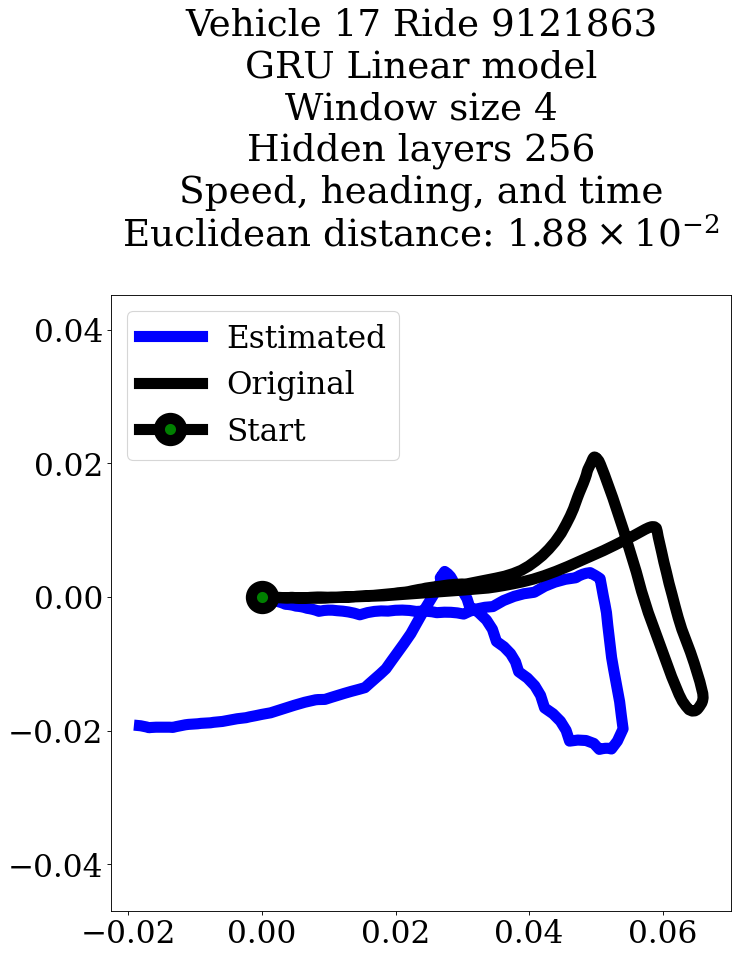 Vehicle 17 Ride 9121863
GRU Linear model
Window size 4
Hidden layers 256
Speed, heading, and time
Euclidean distance: 1.88 × 10⁻²
Estimated
Original
Start
0.04
0.02
0.00
−0.02
−0.04
−0.02 0.00 0.02 0.04 0.06